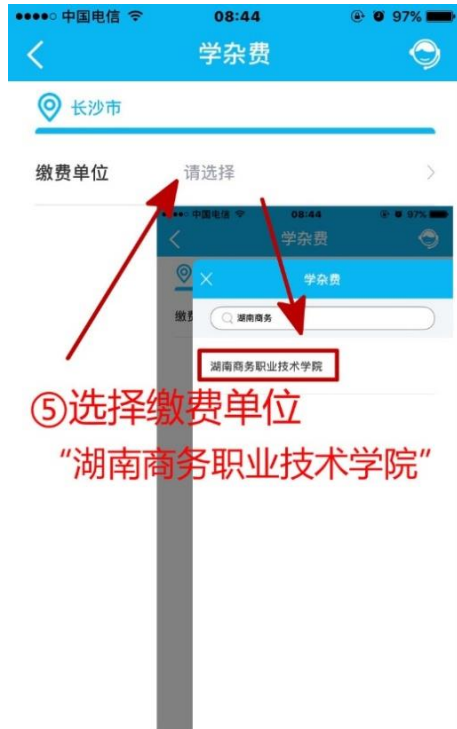 中国电信 08:44 97%
学杂费
长沙市
缴费单位 请选择
中国电信 08:44 97%
学杂费
学杂费
缴费
湖南商务
湖南商务职业技术学院
⑤选择缴费单位
“湖南商务职业技术学院”